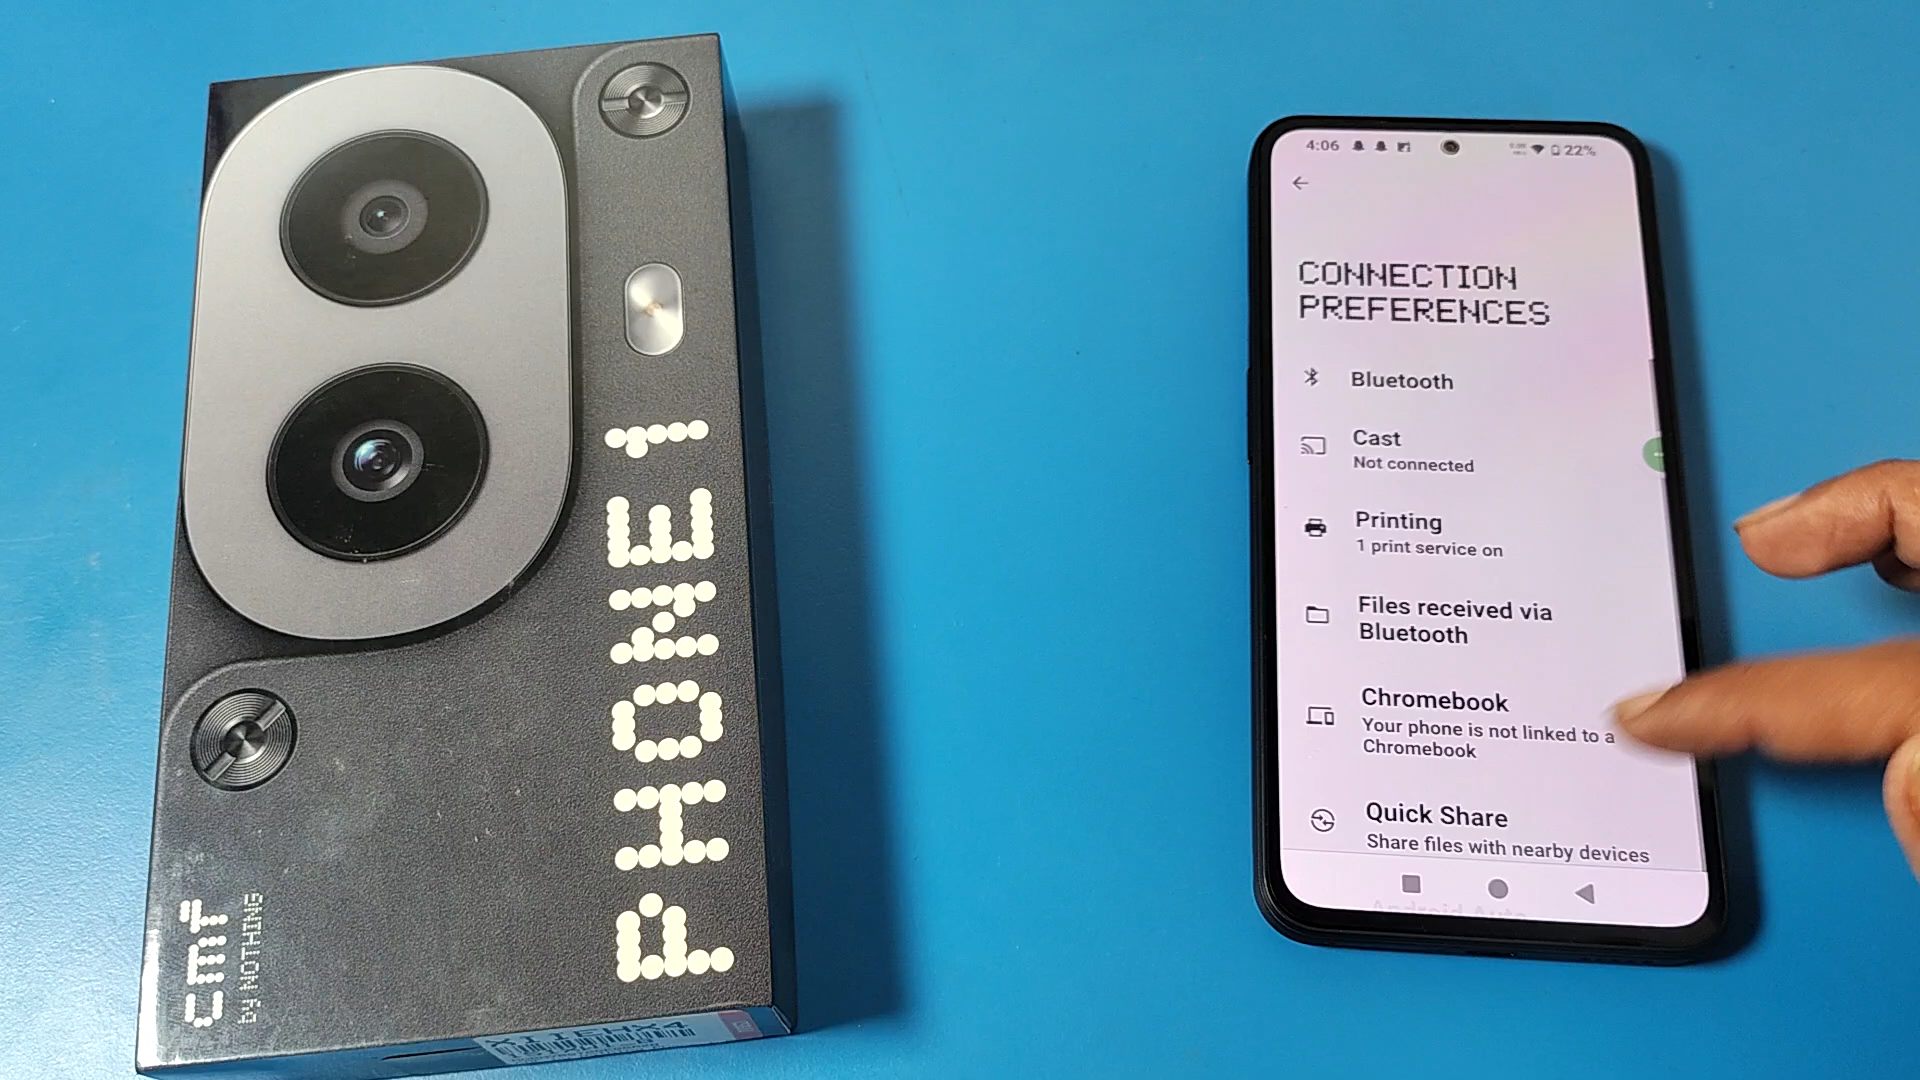 PHONE 1
cmf
by NOTHING
4:06
22%
CONNECTION
PREFERENCES
Bluetooth
Cast
Not connected
Printing
1 print service on
Files received via
Bluetooth
Chromebook
Your phone is not linked to a
Chromebook
Quick Share
Share files with nearby devices
Android Auto